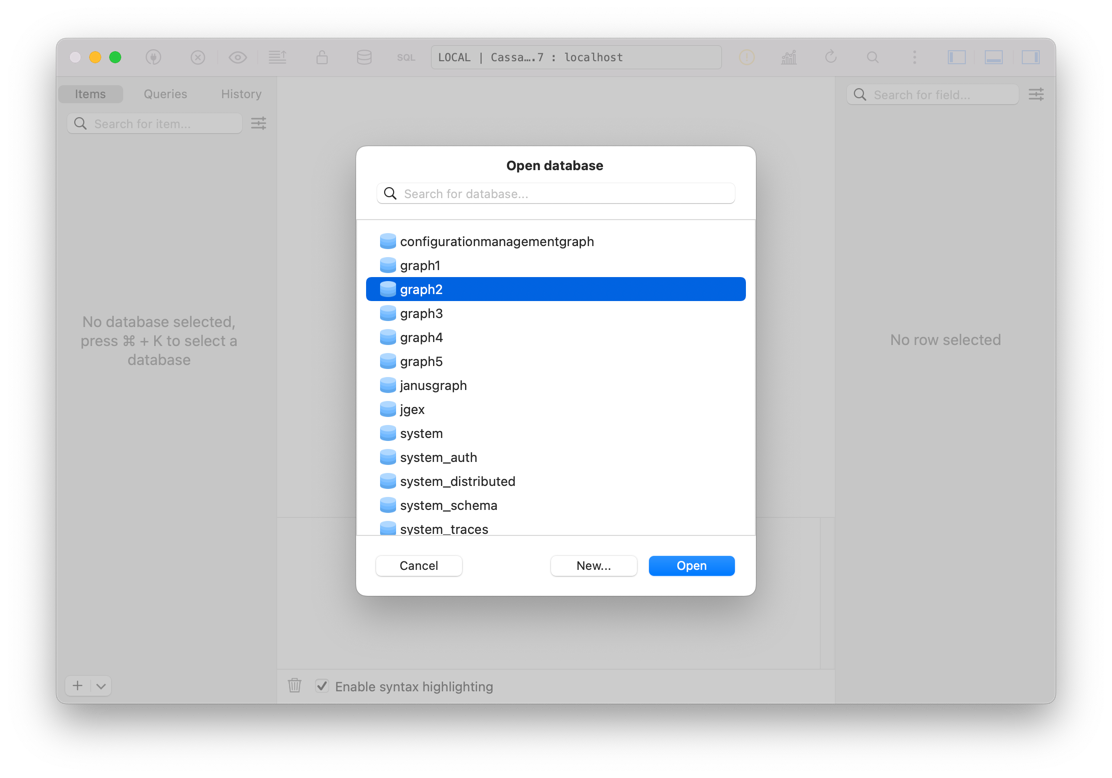 SQL
LOCAL | Cassa….7 : localhost
Items
Queries
History
Search for item...
Search for field...
No database selected,
press ⌘ + K to select a
database
Open database
Search for database...
configurationmanagementgraph
graph1
graph2
graph3
graph4
graph5
janusgraph
jgex
system
system_auth
system_distributed
system_schema
system_traces
Cancel
New...
Open
No row selected
Enable syntax highlighting